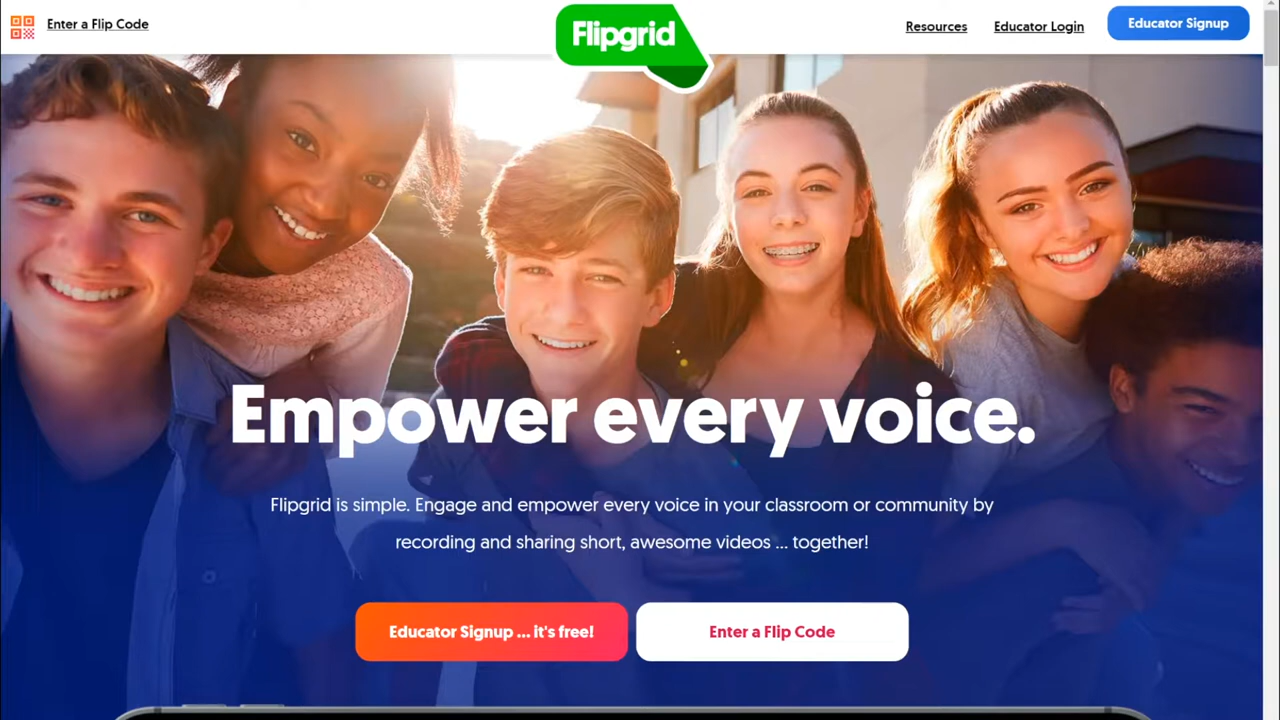 Enter a Flip Code
Flipgrid
Resources
Educator Login
Educator Signup
Empower every voice.
Flipgrid is simple. Engage and empower every voice in your classroom or community by
recording and sharing short, awesome videos ... together!
Educator Signup ... it's free!
Enter a Flip Code